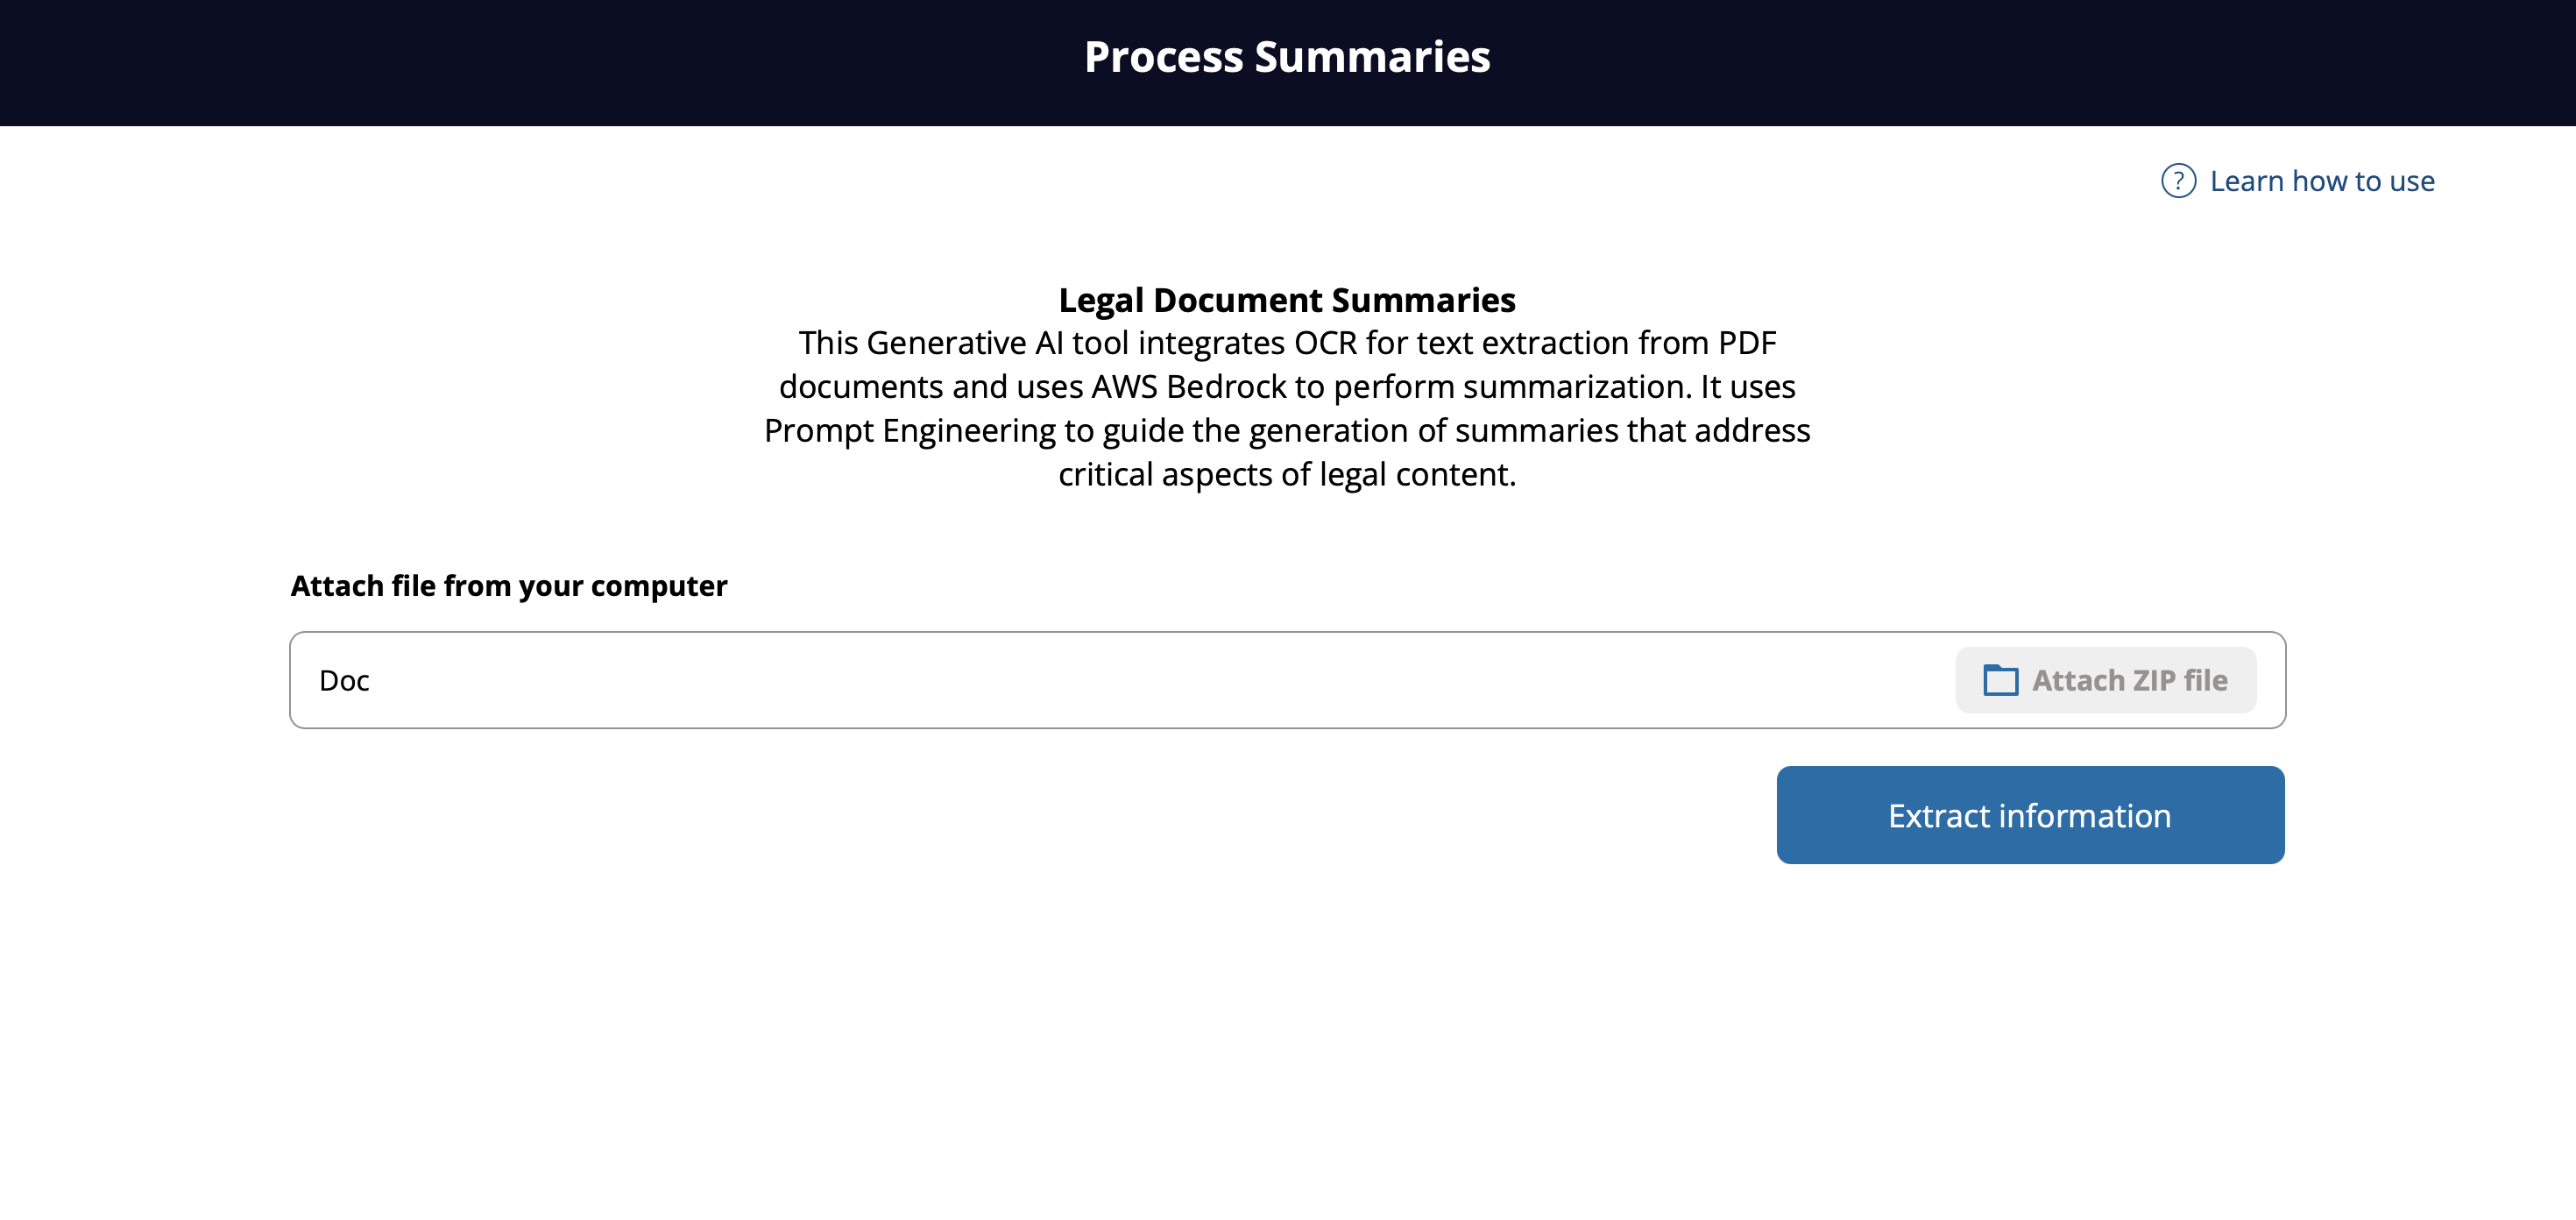 Process Summaries
? Learn how to use
Legal Document Summaries
This Generative AI tool integrates OCR for text extraction from PDF
documents and uses AWS Bedrock to perform summarization. It uses
Prompt Engineering to guide the generation of summaries that address
critical aspects of legal content.
Attach file from your computer
Doc
Attach ZIP file
Extract information